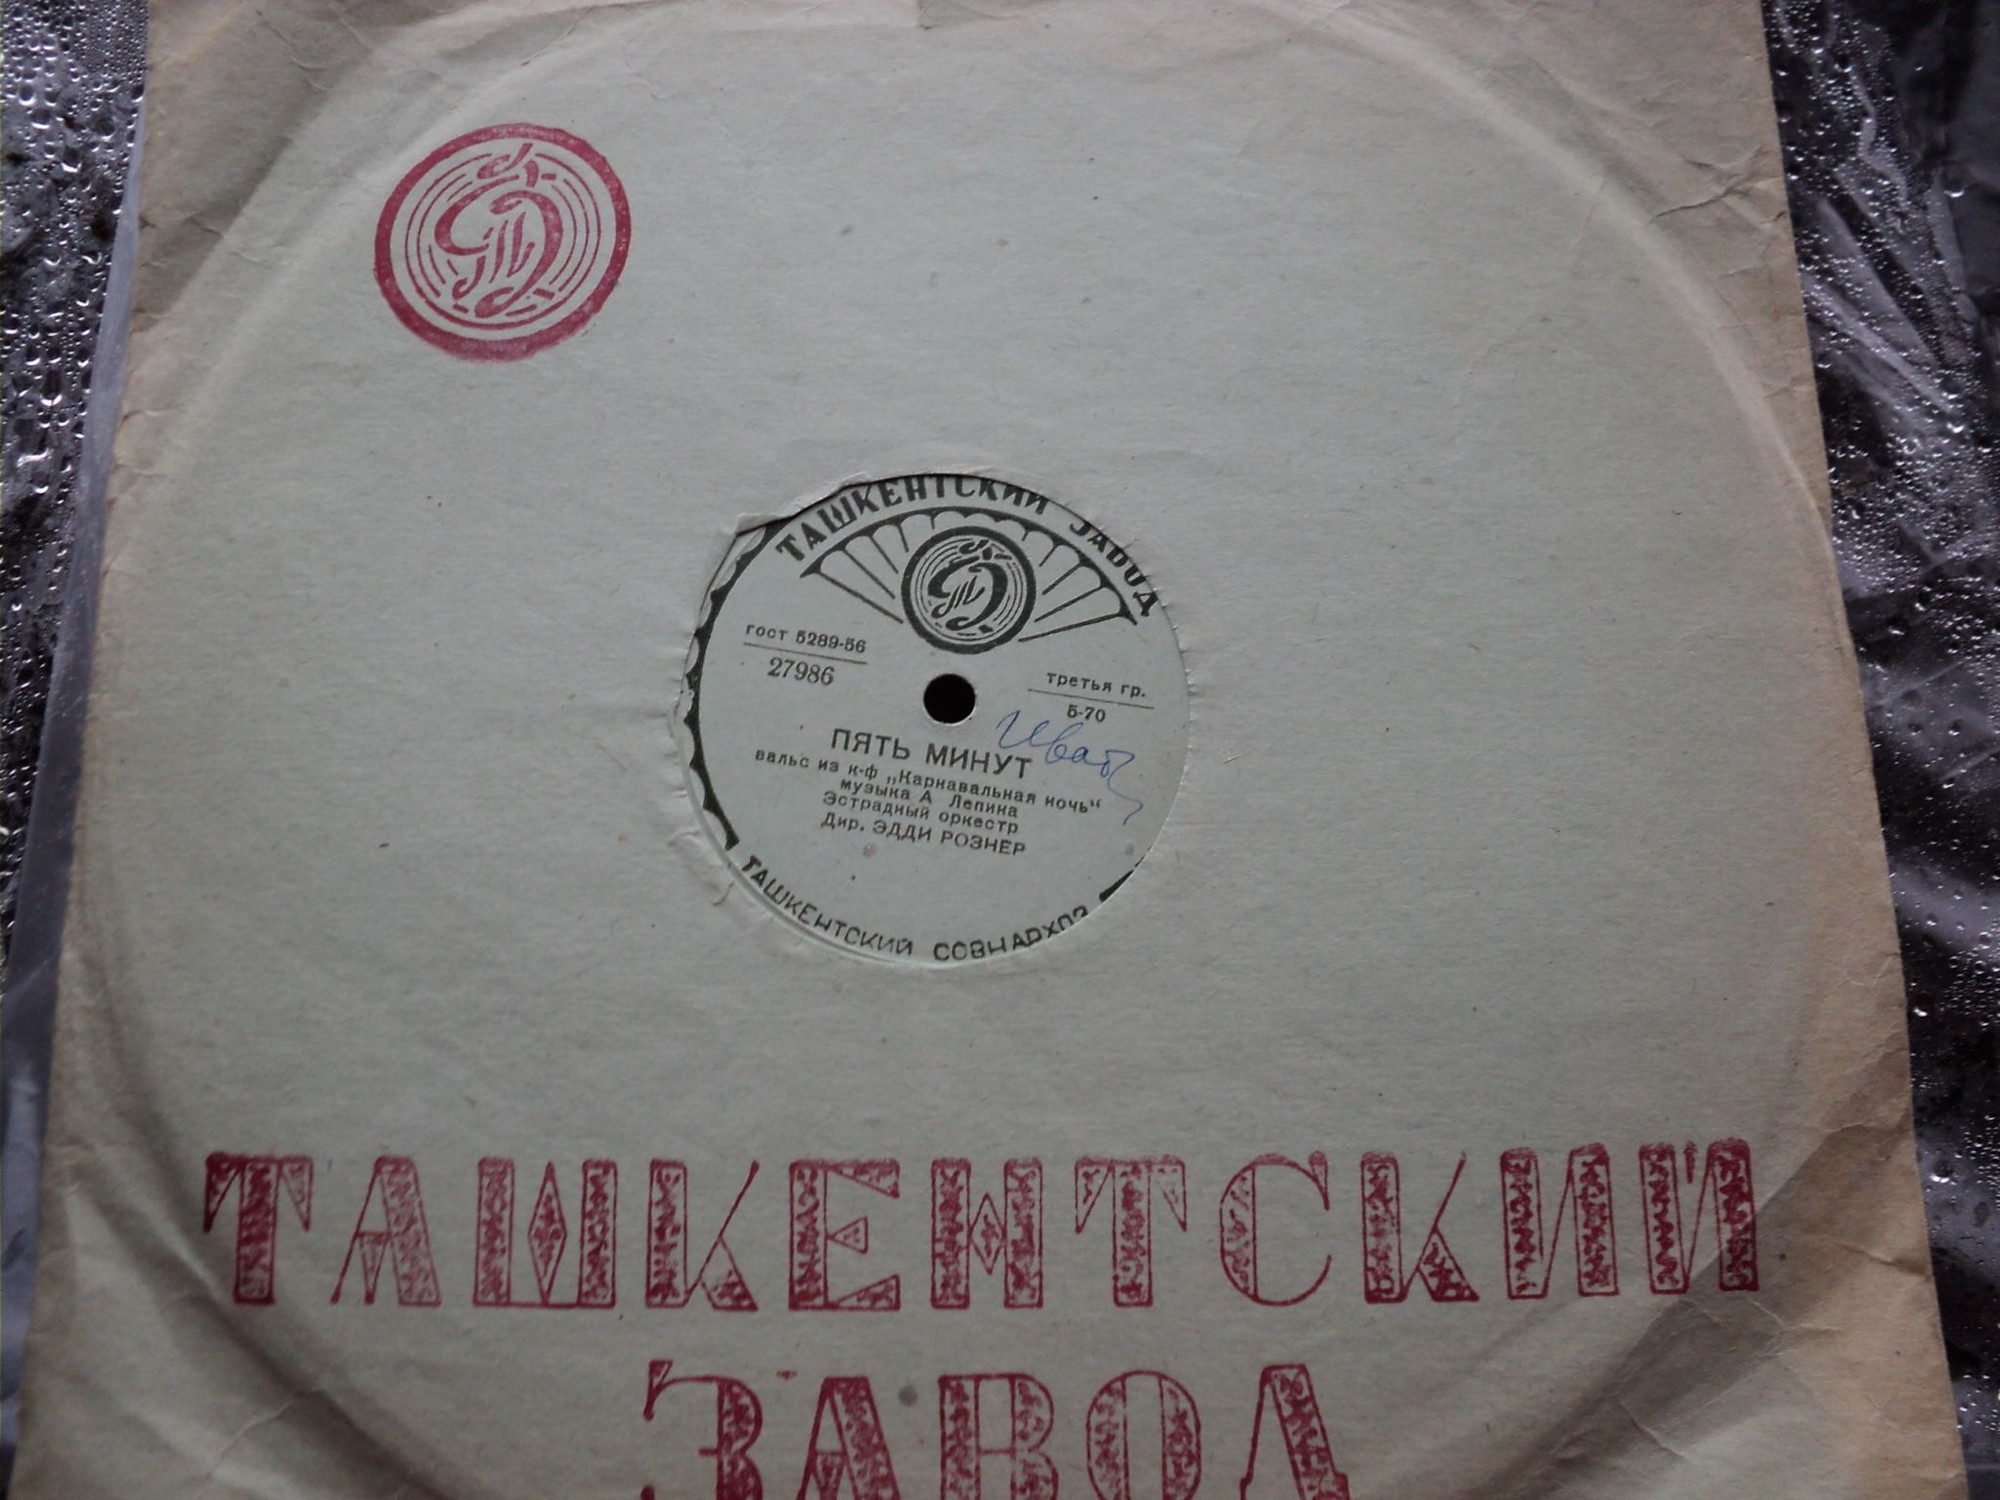 ТАШКЕНТСКИЙ ЗАВОД
гост 5289-56
27986
третья гр.
5-70
ПЯТЬ МИНУТ
вальс из к-ф „Карнавальная ночь“
музыка А Лепина
Эстрадный оркестр
Дир. ЭДДИ РОЗНЕР
ТАШКЕНТСКИЙ СОВНАРХОЗ
ТАШКЕНТСКИЙ
ЗАВОД